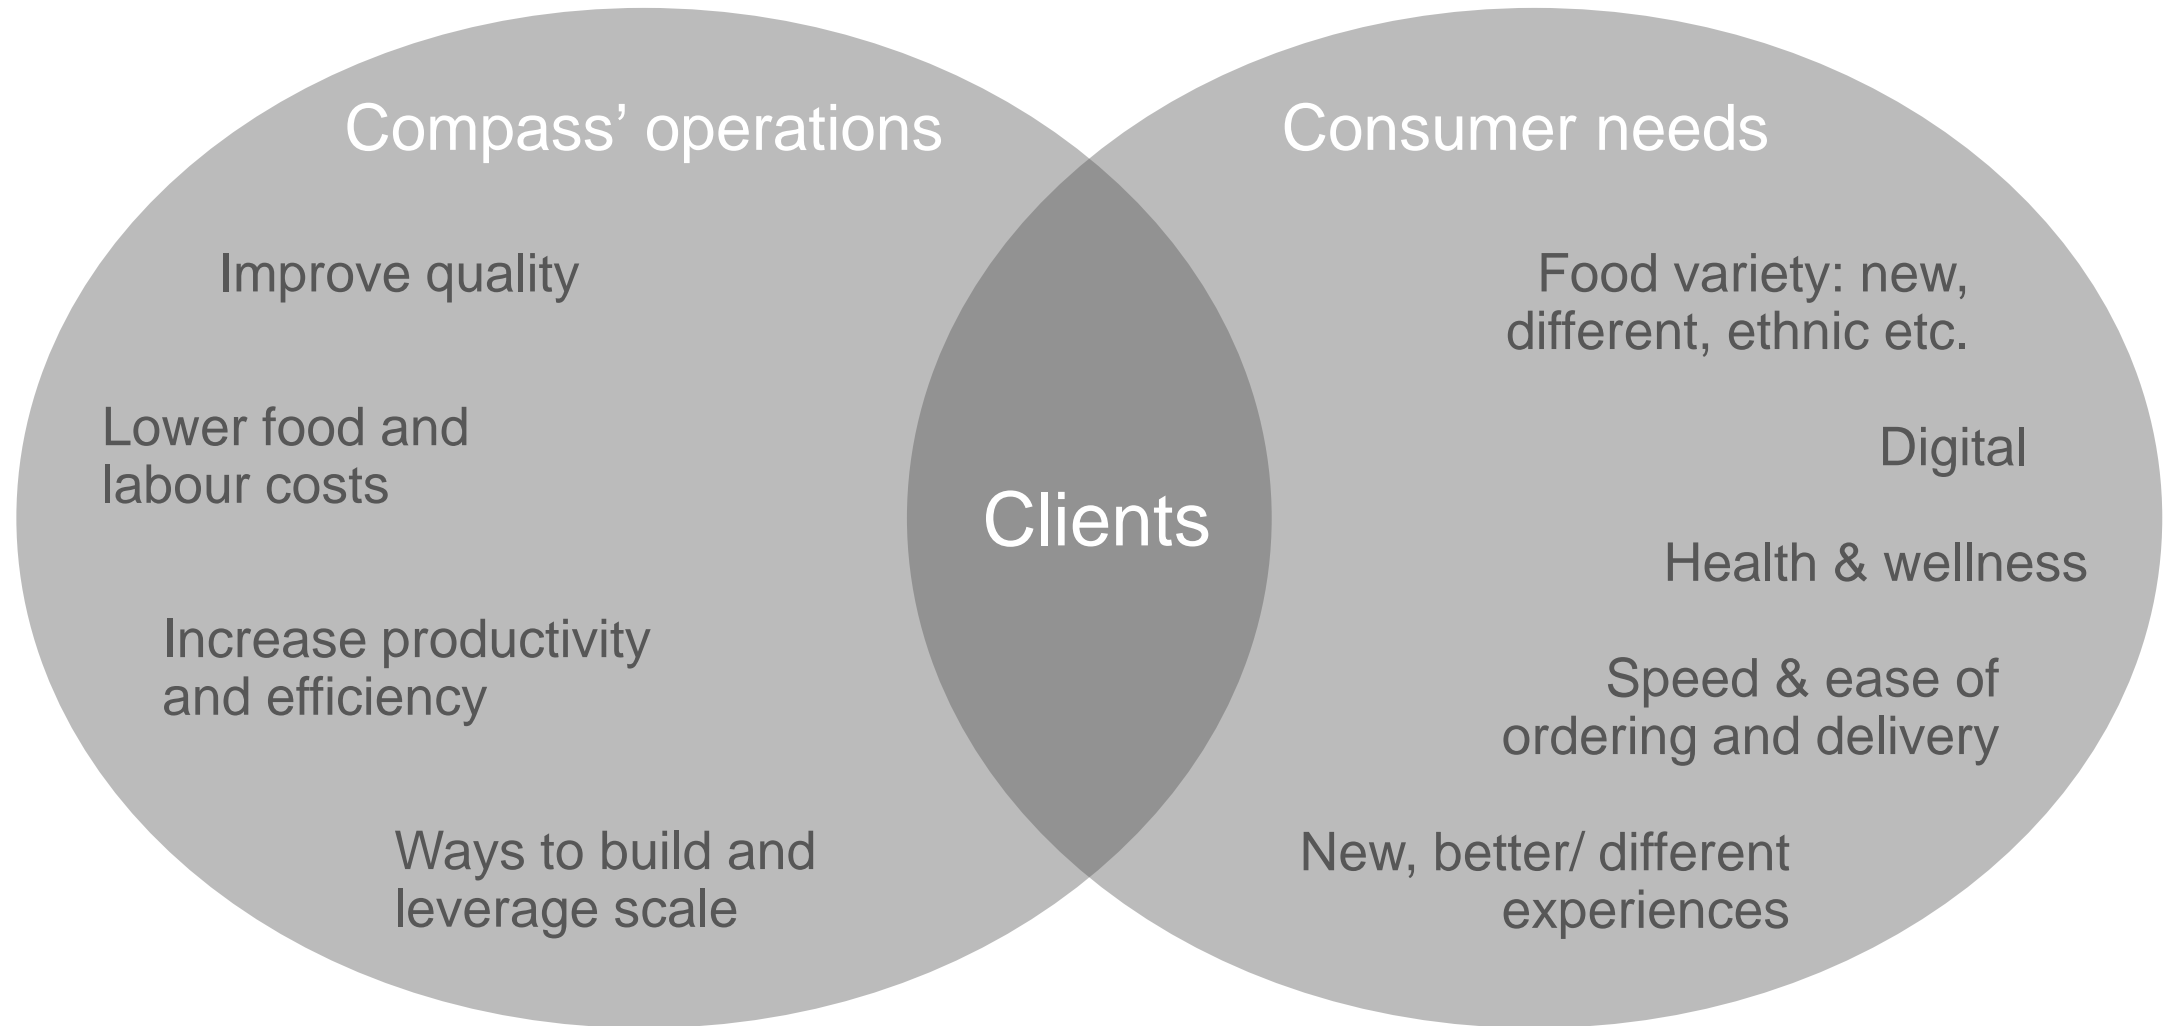 Compass’ operations
Improve quality
Lower food and
labour costs
Increase productivity
and efficiency
Ways to build and
leverage scale
Clients
Consumer needs
Food variety: new,
different, ethnic etc.
Digital
Health & wellness
Speed & ease of
ordering and delivery
New, better/ different
experiences